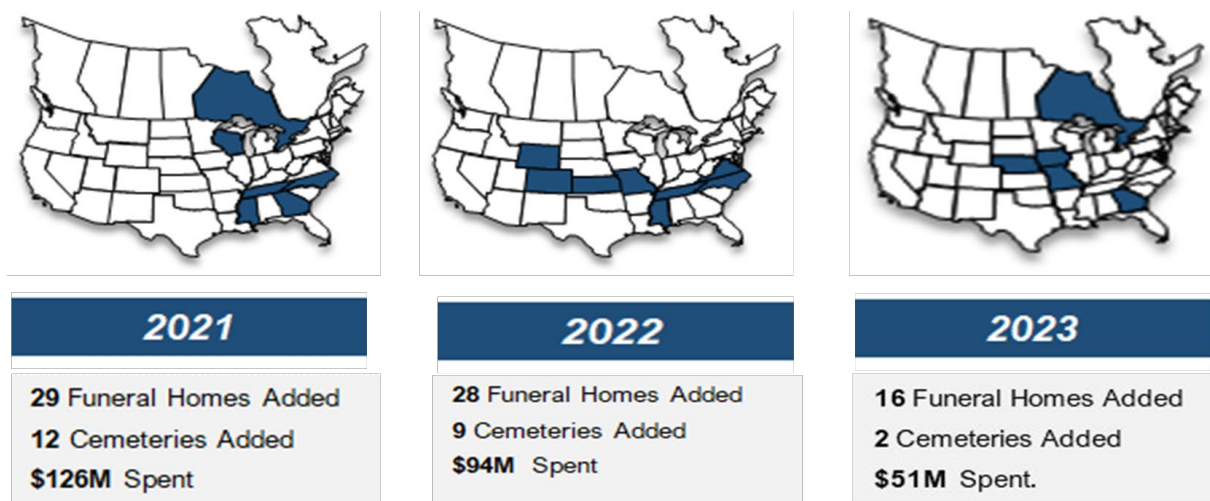 2021
29 Funeral Homes Added
12 Cemeteries Added
$126M Spent
2022
28 Funeral Homes Added
9 Cemeteries Added
$94M Spent
2023
16 Funeral Homes Added
2 Cemeteries Added
$51M Spent.